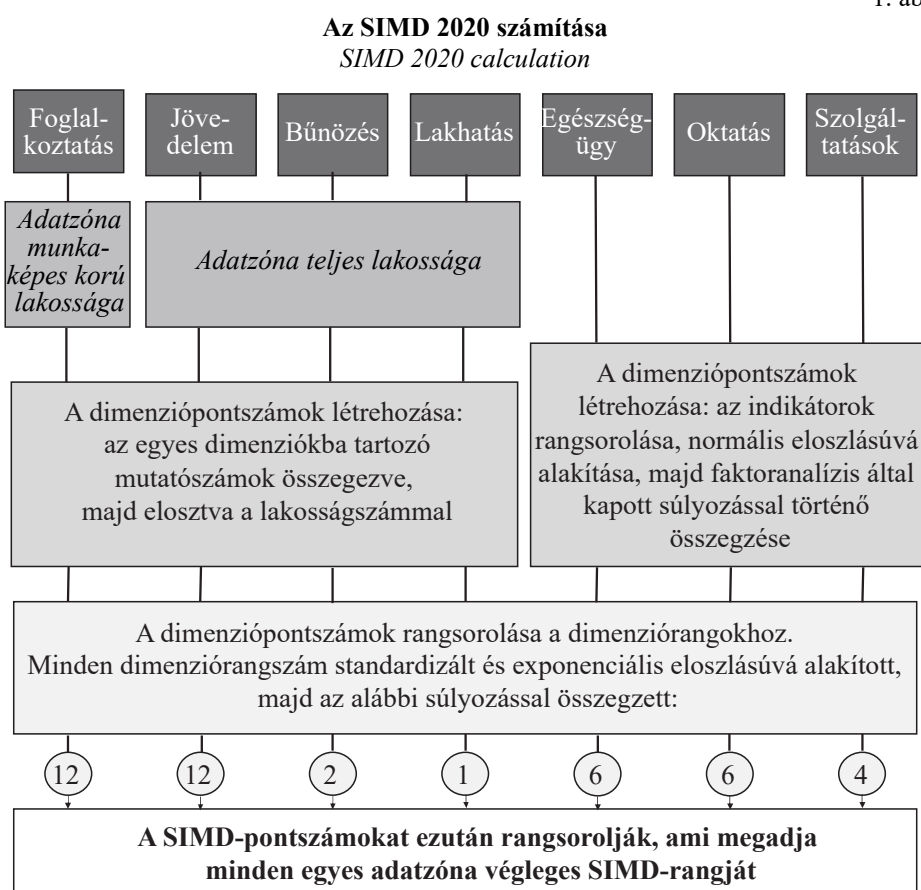 1. áb
Az SIMD 2020 számítása
SIMD 2020 calculation
Foglal-
koztatás
Jöve-
delem
Bűnözés
Lakhatás
Egészség-
ügy
Oktatás
Szolgál-
tatások
Adatzóna
munka-
képes korú
lakossága
Adatzóna teljes lakossága
A dimenziópontszámok létrehozása:
az egyes dimenziókba tartozó
mutatószámok összegezve,
majd elosztva a lakosságszámmal
A dimenziópontszámok
létrehozása: az indikátorok
rangsorolása, normális eloszlásúvá
alakítása, majd faktoranalízis által
kapott súlyozással történő
összegzése
A dimenziópontszámok rangsorolása a dimenziórangokhoz.
Minden dimenziórangszám standardizált és exponenciális eloszlásúvá alakított,
majd az alábbi súlyozással összegzett:
12
12
2
1
6
6
4
A SIMD-pontszámokat ezután rangsorolják, ami megadja
minden egyes adatzóna végleges SIMD-rangját